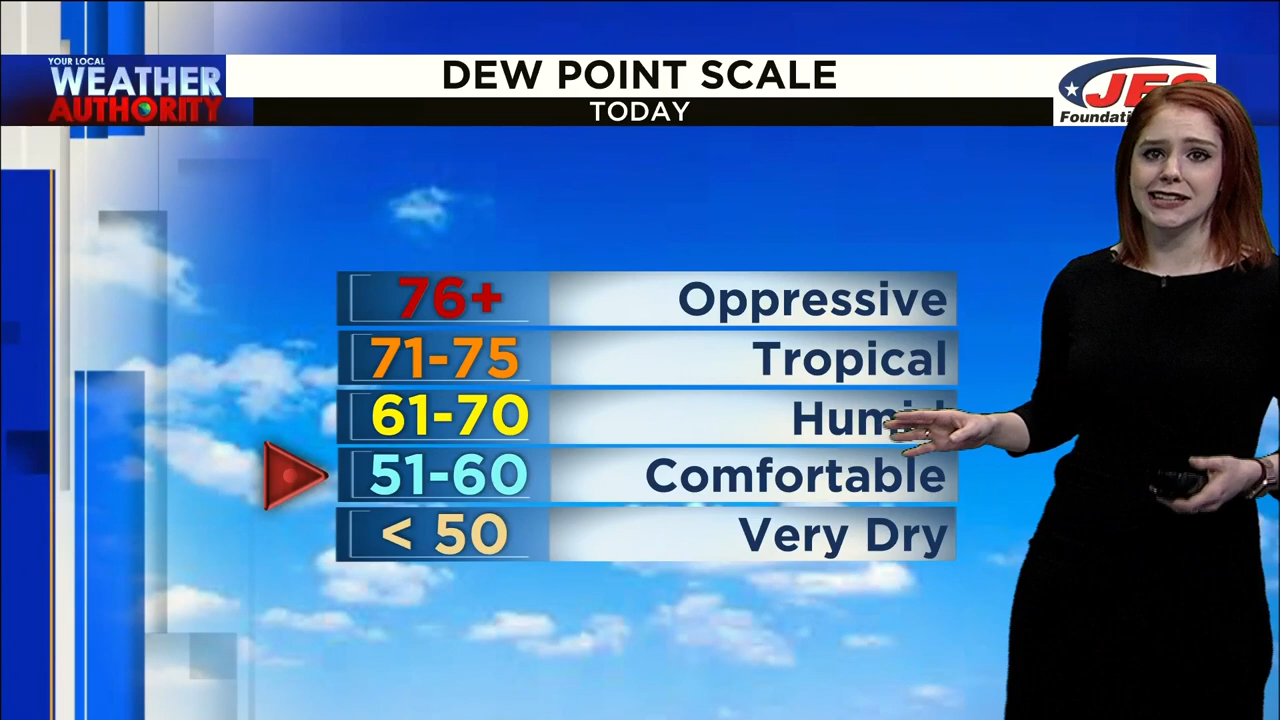 YOUR LOCAL
WEATHER
AUTHORITY
DEW POINT SCALE
TODAY
76+ Oppressive
71-75 Tropical
61-70
51-60 Comfortable
< 50 Very Dry